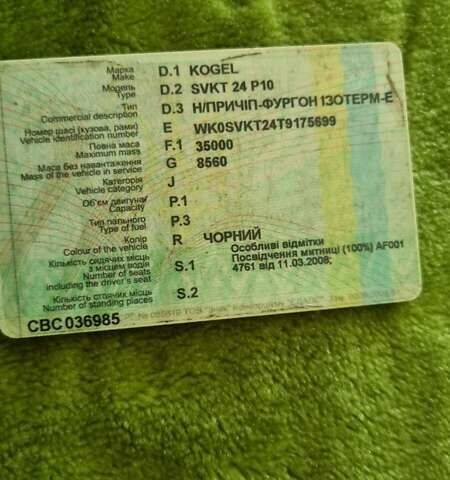 Марка D.1 KOGEL
Make
Модель D.2 SVKT 24 P10
Type
Тип D.3 Н/ПРИЧІП-ФУРГОН ІЗОТЕРМ-Е
Commercial description
Номер шасі (кузова, рами) E WK0SVKT24T9175699
Vehicle identification number
Повна маса F.1 35000
Maximum mass
Маса без навантаження G 8560
Mass of the vehicle in service
Категорія J
Vehicle category
Об'єм двигуна P.1
Capacity
Тип пального P.3
Type of fuel
Колір R ЧОРНИЙ
Colour of the vehicle
Особливі відмітки
Кількість сидячих місць S.1 Посвідчення митниці (100%) AF001
з місцем водія 4761 від 11.03.2008;
Number of seats
including the driver's seat
Кількість стоячих місць S.2
Number of standing places
СВС 036985